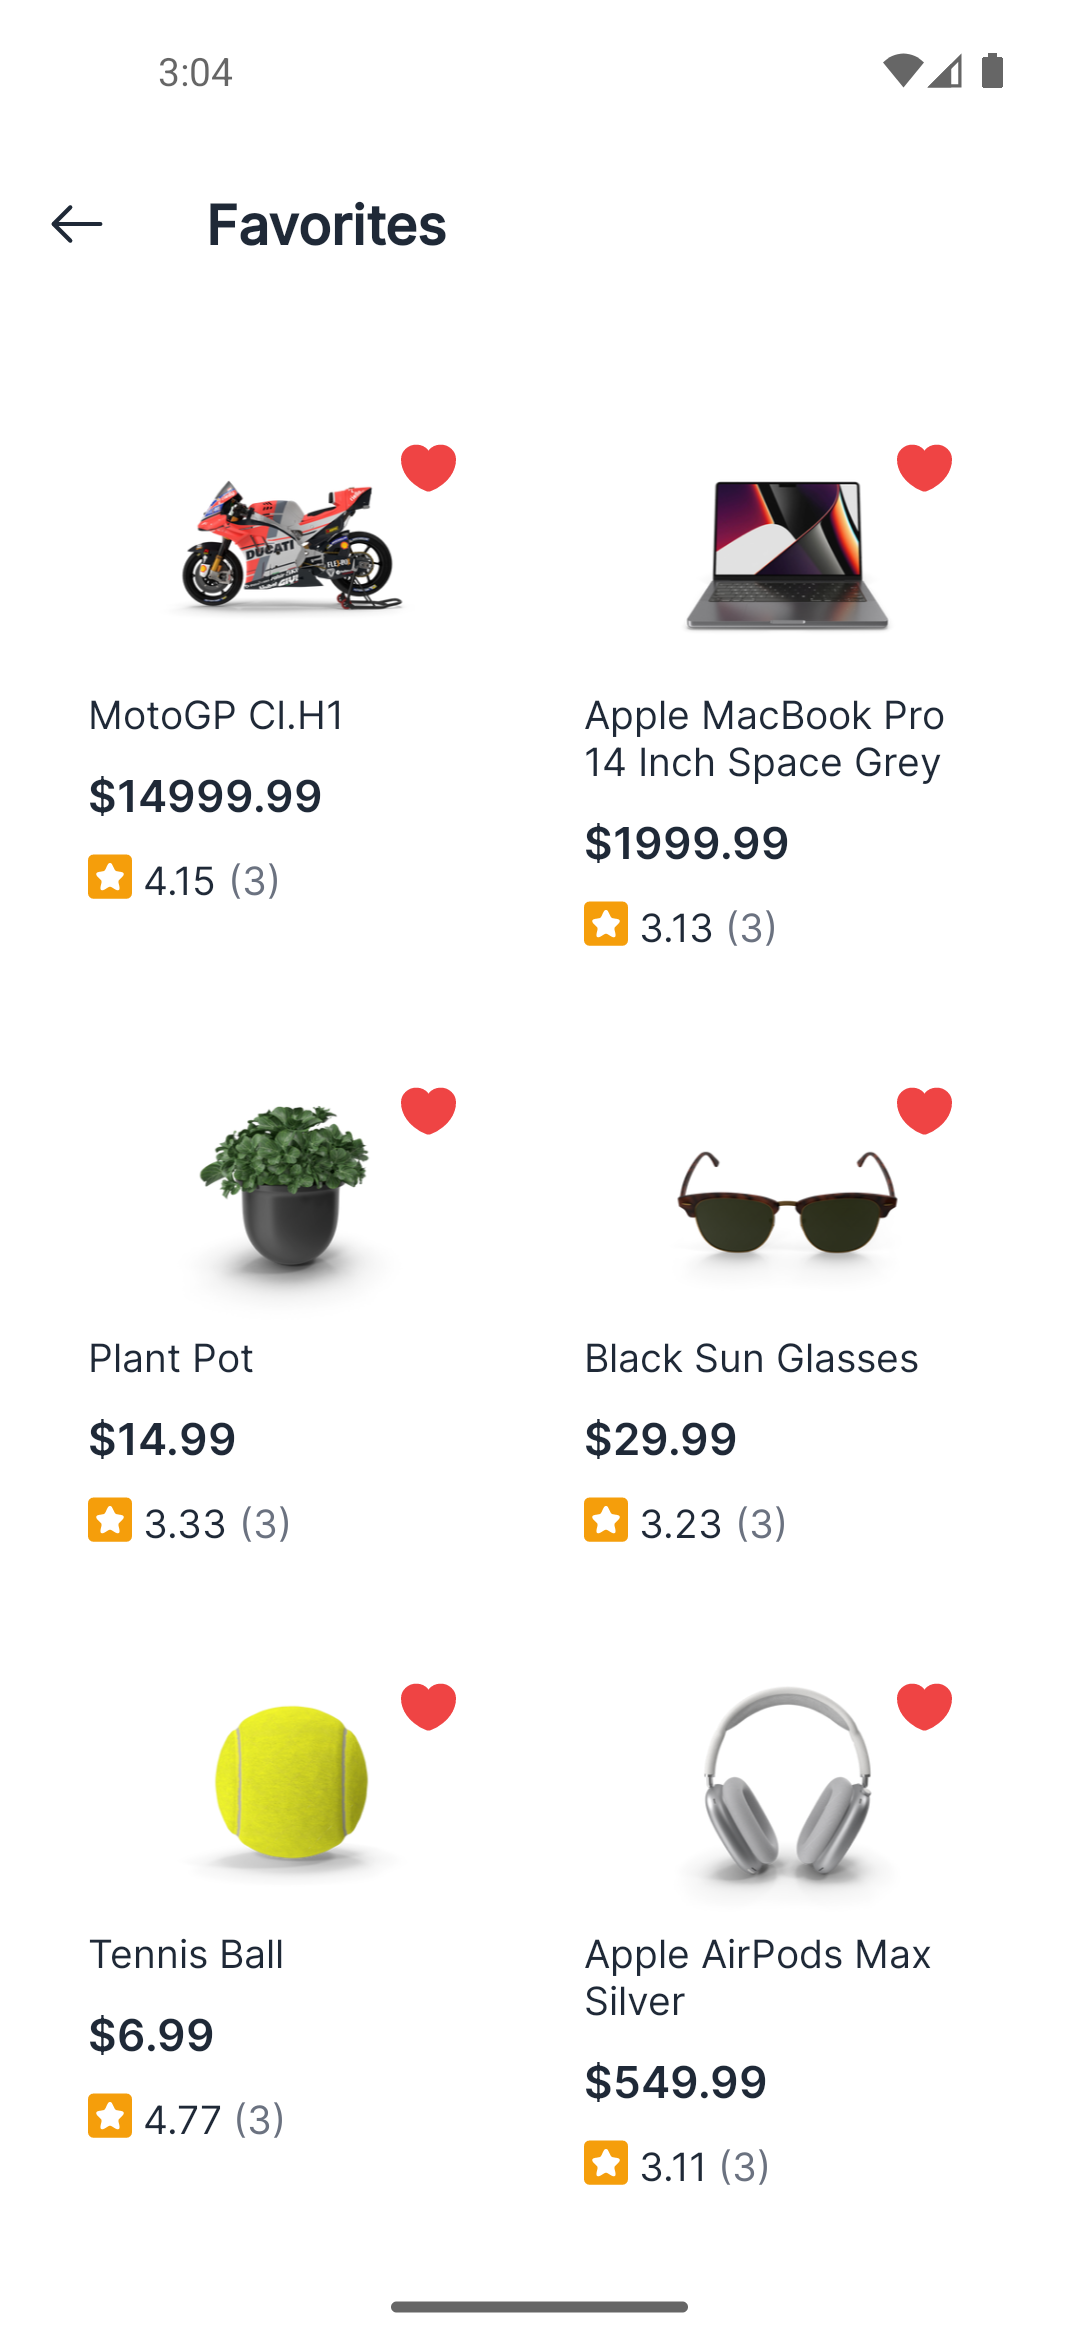 3:04
Favorites
DUCATI
MotoGP CI.H1
$14999.99
4.15 (3)
Apple MacBook Pro
14 Inch Space Grey
$1999.99
3.13 (3)
Plant Pot
$14.99
3.33 (3)
Black Sun Glasses
$29.99
3.23 (3)
Tennis Ball
$6.99
4.77 (3)
Apple AirPods Max
Silver
$549.99
3.11 (3)